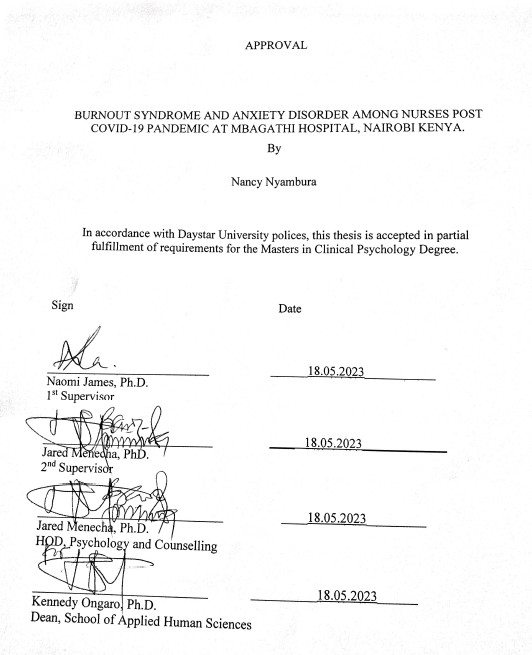 APPROVAL
BURNOUT SYNDROME AND ANXIETY DISORDER AMONG NURSES POST
COVID-19 PANDEMIC AT MBAGATHI HOSPITAL, NAIROBI KENYA.
By
Nancy Nyambura
In accordance with Daystar University polices, this thesis is accepted in partial
fulfillment of requirements for the Masters in Clinical Psychology Degree.
Sign Date
18.05.2023
Naomi James, Ph.D.
1st Supervisor
18.05.2023
Jared Menecha, PhD.
2nd Supervisor
18.05.2023
Jared Menecha, Ph.D.
HOD, Psychology and Counselling
for
18.05.2023
Kennedy Ongaro, Ph.D.
Dean, School of Applied Human Sciences